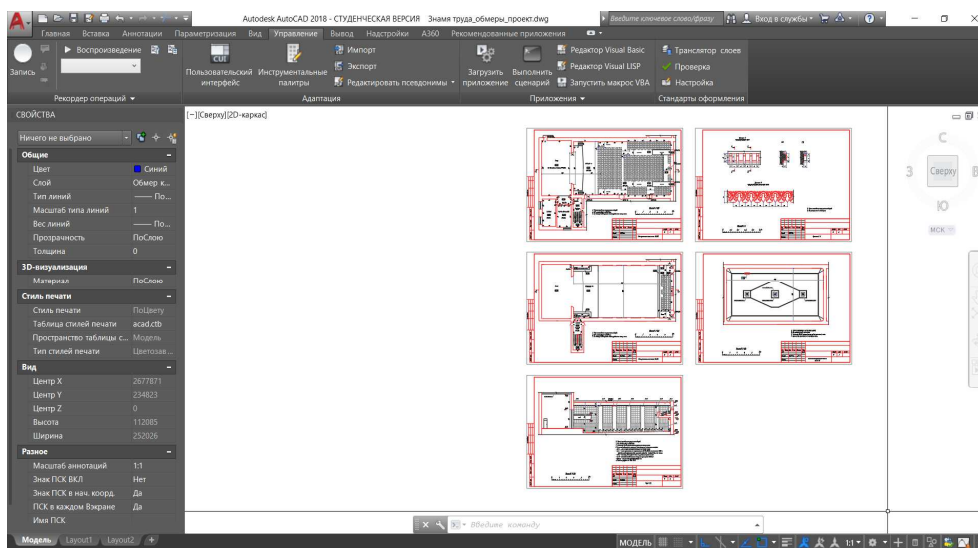 Autodesk AutoCAD 2018 - СТУДЕНЧЕСКАЯ ВЕРСИЯ Знамя труда_обмеры_проект.dwg
Введите ключевое слово/фразу
Вход в службы
Главная Вставка Аннотации Параметризация Вид Управление Вывод Надстройки A360 Рекомендованные приложения
Воспроизведение
Запись
Рекордер операций
CUI
Пользовательский интерфейс
Инструментальные палитры
Импорт
Экспорт
Редактировать псевдонимы
Адаптация
Загрузить приложение
Выполнить сценарий
Редактор Visual Basic
Редактор Visual LISP
Запустить макрос VBA
Приложения
Транслятор слоев
Проверка
Настройка
Стандарты оформления
СВОЙСТВА
[−][Сверху][2D-каркас]
Ничего не выбрано
Общие
Цвет Синий
Слой Обмер к...
Тип линий По...
Масштаб типа линий 1
Вес линий По...
Прозрачность ПоСлою
Толщина 0
3D-визуализация
Материал ПоСлою
Стиль печати
Стиль печати ПоЦвету
Таблица стилей печати acad.ctb
Пространство таблицы с... Модель
Тип стилей печати Цветозав...
Вид
Центр X 2677871
Центр Y 234823
Центр Z 0
Высота 112085
Ширина 252026
Разное
Масштаб аннотаций 1:1
Знак ПСК ВКЛ Нет
Знак ПСК в нач. коорд. Да
ПСК в каждом Вэкране Да
Имя ПСК
С
З Сверху В
Ю
МСК
Введите команду
Модель Layout1 Layout2 +
МОДЕЛЬ
1:1